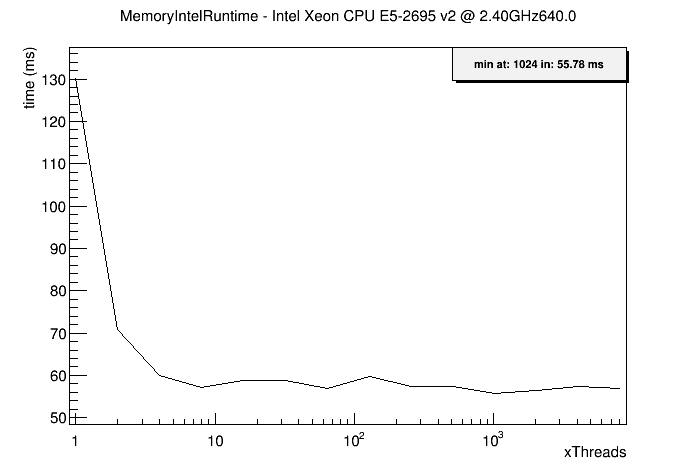 MemoryIntelRuntime - Intel Xeon CPU E5-2695 v2 @ 2.40GHz640.0
time (ms)
min at: 1024 in: 55.78 ms
130
120
110
100
90
80
70
60
50
1 10 10² 10³
xThreads